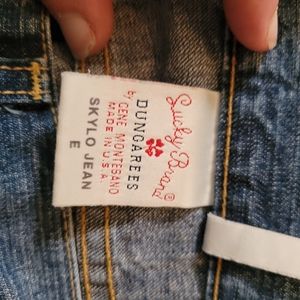 Lucky Brand®
DUNGAREES
by GENE MONTESANO
MADE IN U.S.A.
SKYLO JEAN
E